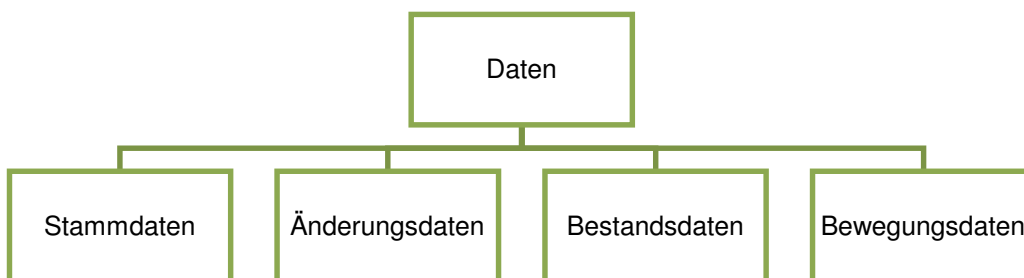 Daten
Stammdaten
Änderungsdaten
Bestandsdaten
Bewegungsdaten